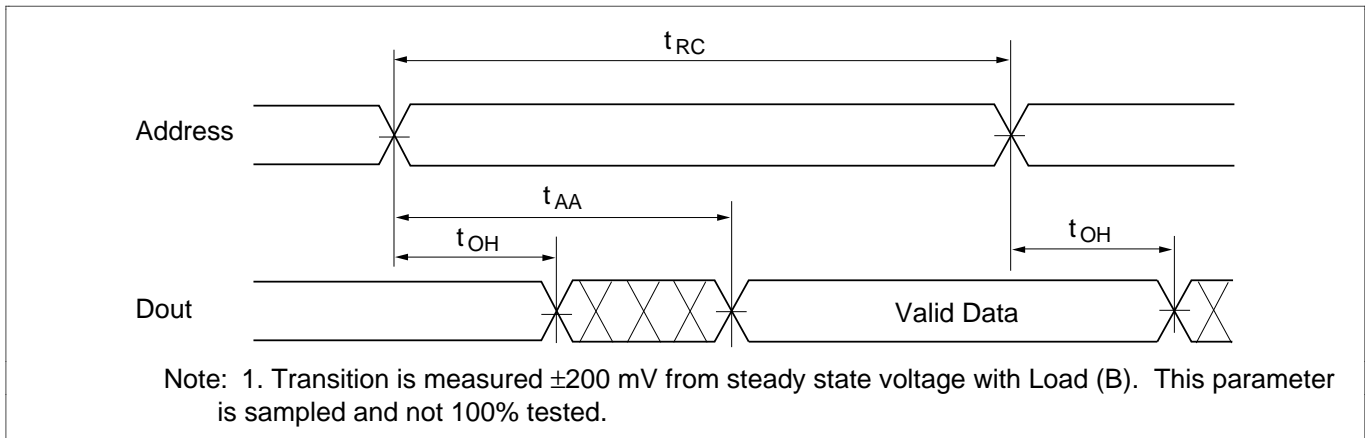 t RC
Address
t AA
t OH
t OH
Dout
Valid Data
Note: 1. Transition is measured ±200 mV from steady state voltage with Load (B). This parameter
is sampled and not 100% tested.